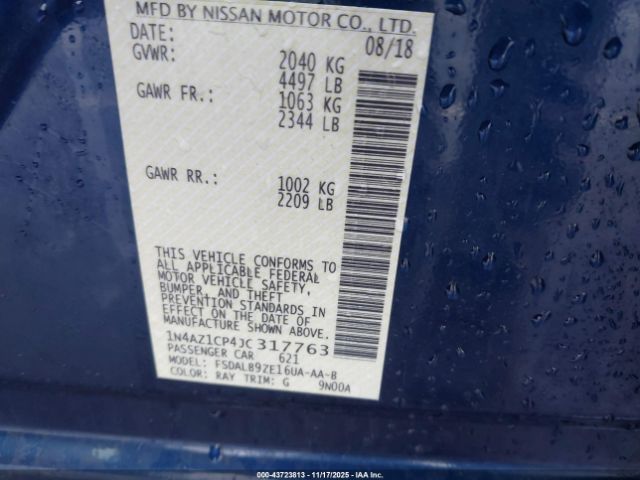 MFD BY NISSAN MOTOR CO., LTD.
DATE: 08/18
GVWR: 2040 KG
4497 LB
GAWR FR.: 1063 KG
2344 LB
GAWR RR.: 1002 KG
2209 LB
THIS VEHICLE CONFORMS TO
ALL APPLICABLE FEDERAL
MOTOR VEHICLE SAFETY,
BUMPER, AND THEFT
PREVENTION STANDARDS IN
EFFECT ON THE DATE OF
MANUFACTURE SHOWN ABOVE.
1N4AZ1CP4JC317763
PASSENGER CAR 621
MODEL: FSDALB9ZE16UA-AA-B
COLOR: RAY TRIM: G 9N00A
000-43723813 - 11/17/2025 - IAA Inc.